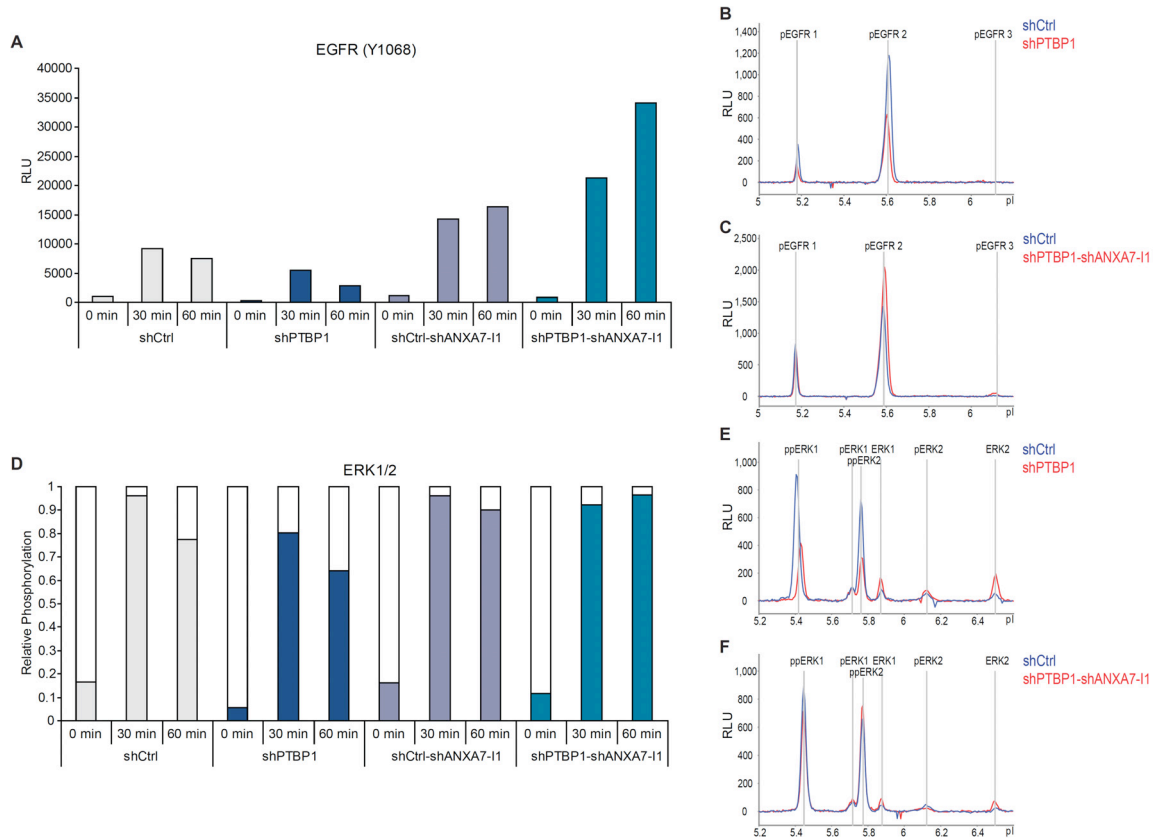 A
EGFR (Y1068)
40000
35000
30000
25000
20000
15000
10000
5000
0
RLU
0 min 30 min 60 min 0 min 30 min 60 min 0 min 30 min 60 min 0 min 30 min 60 min
shCtrl shPTBP1 shCtrl-shANXA7-I1 shPTBP1-shANXA7-I1
B
pEGFR 1 pEGFR 2 pEGFR 3
shCtrl
shPTBP1
1,400
1,200
1,000
800
600
400
200
0
RLU
5 5.2 5.4 5.6 5.8 6 pI
C
pEGFR 1 pEGFR 2 pEGFR 3
shCtrl
shPTBP1-shANXA7-I1
2,500
2,000
1,500
1,000
500
0
RLU
5 5.2 5.4 5.6 5.8 6 pI
D
ERK1/2
1
0.9
0.8
0.7
0.6
0.5
0.4
0.3
0.2
0.1
0
Relative Phosphorylation
0 min 30 min 60 min 0 min 30 min 60 min 0 min 30 min 60 min 0 min 30 min 60 min
shCtrl shPTBP1 shCtrl-shANXA7-I1 shPTBP1-shANXA7-I1
E
ppERK1 pERK1 ERK1 pERK2 ERK2
ppERK2
shCtrl
shPTBP1
1,000
800
600
400
200
0
RLU
5.2 5.4 5.6 5.8 6 6.2 6.4 pI
F
ppERK1 pERK1 ERK1 pERK2 ERK2
ppERK2
shCtrl
shPTBP1-shANXA7-I1
1,000
800
600
400
200
0
RLU
5.2 5.4 5.6 5.8 6 6.2 6.4 pI